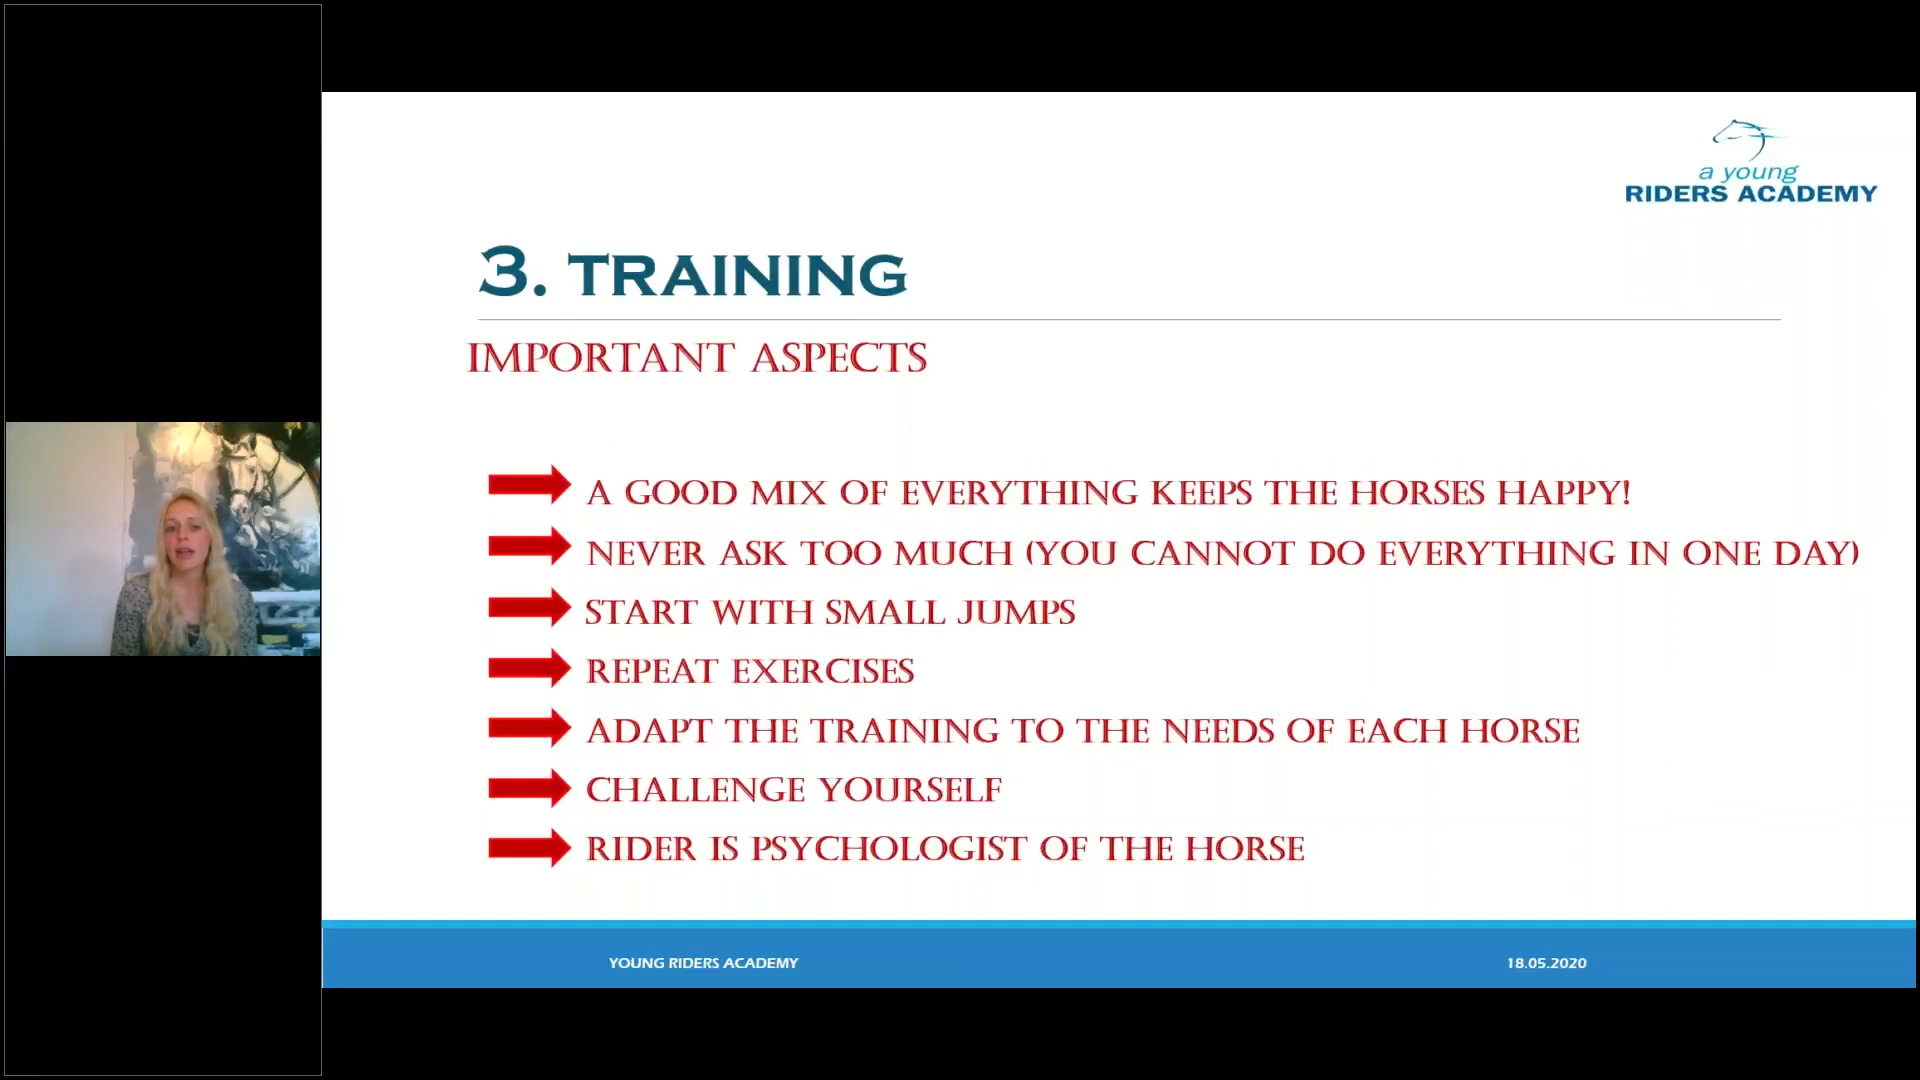 a young
RIDERS ACADEMY
3. TRAINING
IMPORTANT ASPECTS
A GOOD MIX OF EVERYTHING KEEPS THE HORSES HAPPY!
NEVER ASK TOO MUCH (YOU CANNOT DO EVERYTHING IN ONE DAY)
START WITH SMALL JUMPS
REPEAT EXERCISES
ADAPT THE TRAINING TO THE NEEDS OF EACH HORSE
CHALLENGE YOURSELF
RIDER IS PSYCHOLOGIST OF THE HORSE
YOUNG RIDERS ACADEMY
18.05.2020